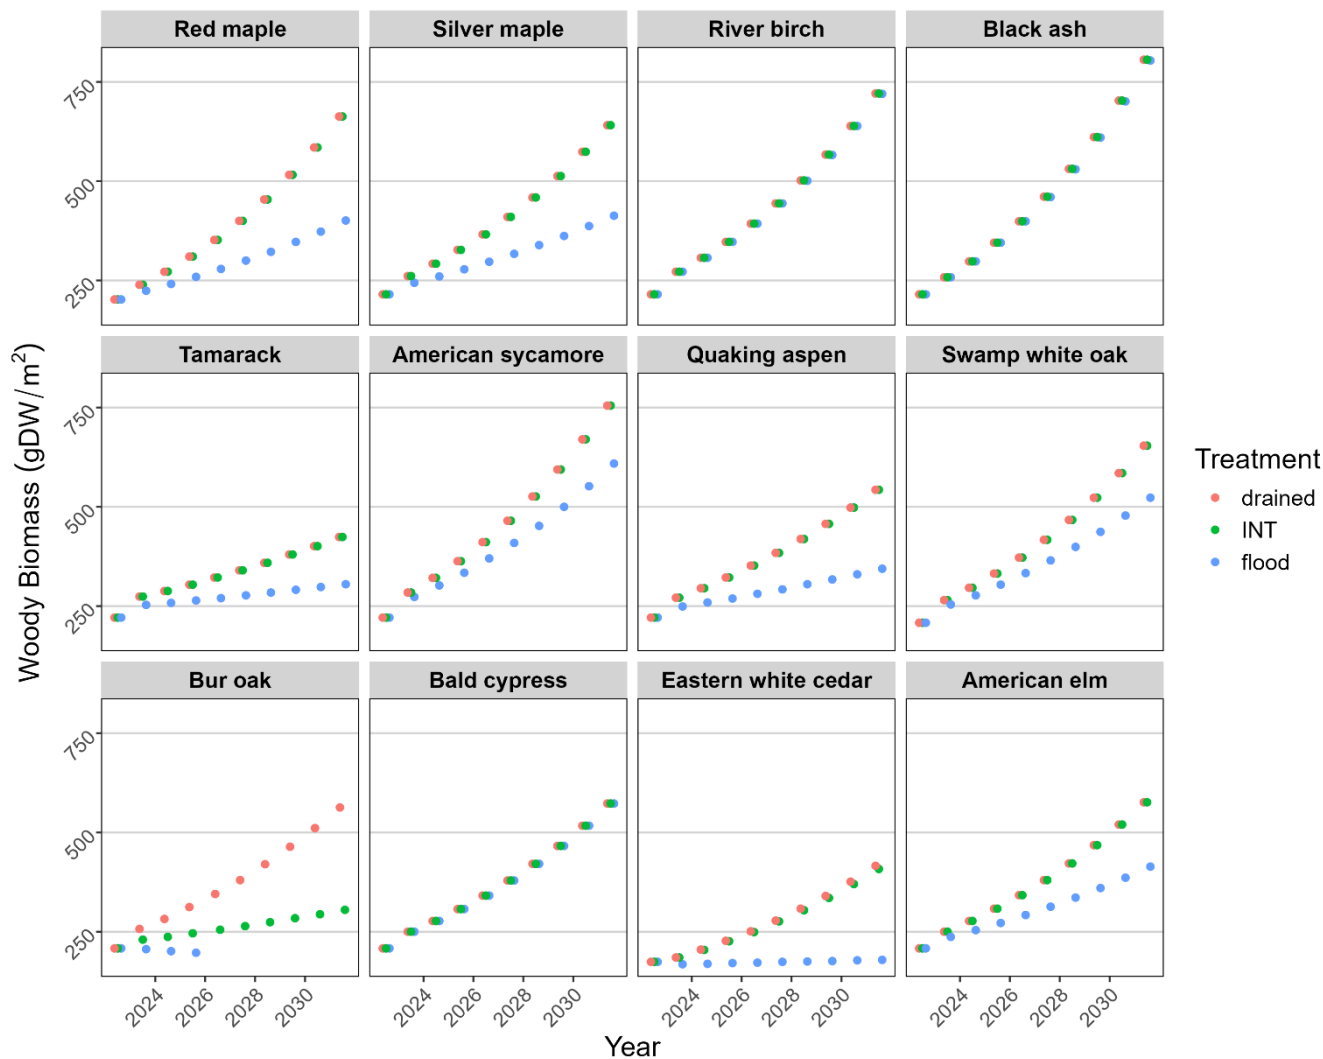 Red maple Silver maple River birch Black ash
750
500
250
Tamarack American sycamore Quaking aspen Swamp white oak
750
500
250
Bur oak Bald cypress Eastern white cedar American elm
750
500
250
2024 2026 2028 2030 2024 2026 2028 2030 2024 2026 2028 2030 2024 2026 2028 2030
Year
Woody Biomass (gDW/m²)
Treatment
drained
INT
flood